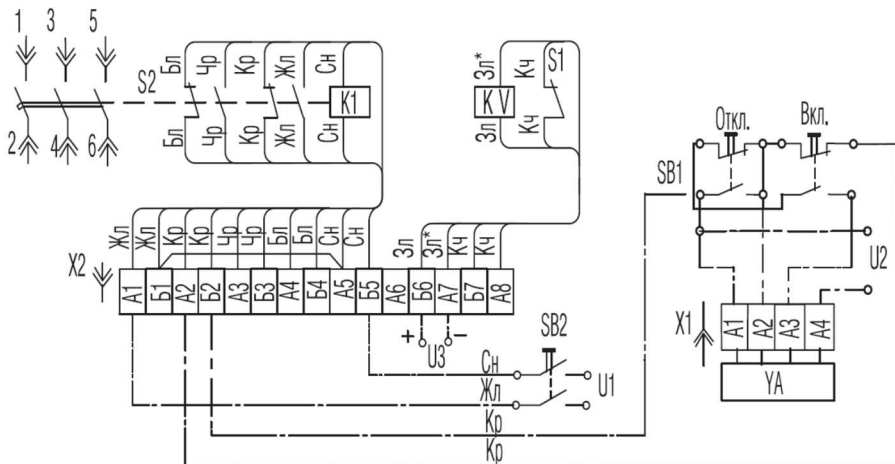 1 3 5
S2
Бл Чр Кр Жл Сн
K1
Бл Чр Кр Жл Сн
2 4 6
Зл* Кч S1
KV
Зл Кч
Откл. Вкл.
SB1
Жл Жл Кр Кр Чр Чр Бл Бл Сн Сн Зл Зл* Кч Кч
X2
А1 Б1 А2 Б2 А3 Б3 А4 Б4 А5 Б5 А6 Б6 А7 Б7 А8
+ U3 −
SB2
U1
Сн
Жл
Кр
Кр
U2
X1
А1 А2 А3 А4
YA